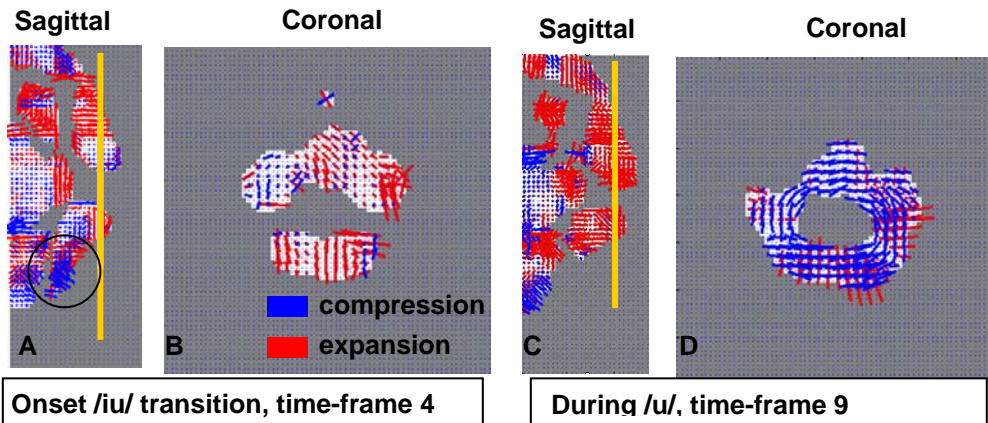 Sagittal
Coronal
Sagittal
Coronal
compression
expansion
A
B
C
D
Onset /iu/ transition, time-frame 4
During /u/, time-frame 9